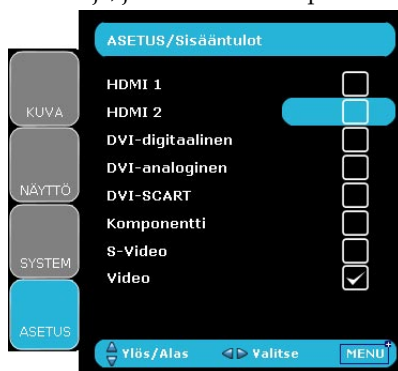 ASETUS/Sisääntulot
HDMI 1
HDMI 2
DVI-digitaalinen
DVI-analoginen
DVI-SCART
Komponentti
S-Video
Video
KUVA
NÄYTTÖ
SYSTEM
ASETUS
Ylös/Alas Valitse MENU